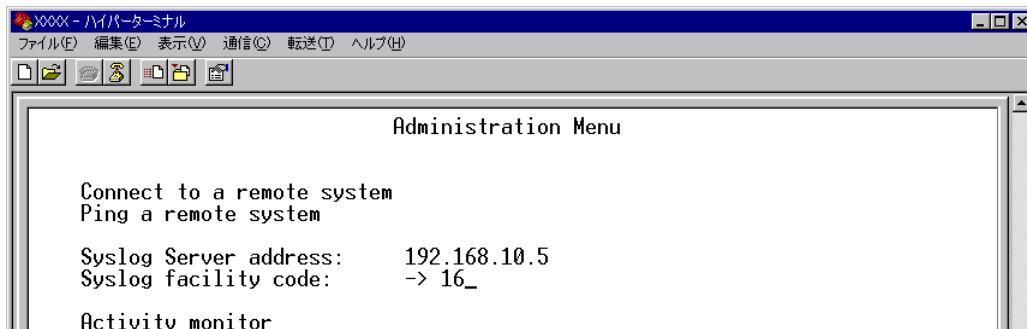 XXXX - ハイパーターミナル
ファイル(F) 編集(E) 表示(V) 通信(C) 転送(T) ヘルプ(H)
Administration Menu
Connect to a remote system
Ping a remote system
Syslog Server address: 192.168.10.5
Syslog facility code: -> 16_
Activity monitor